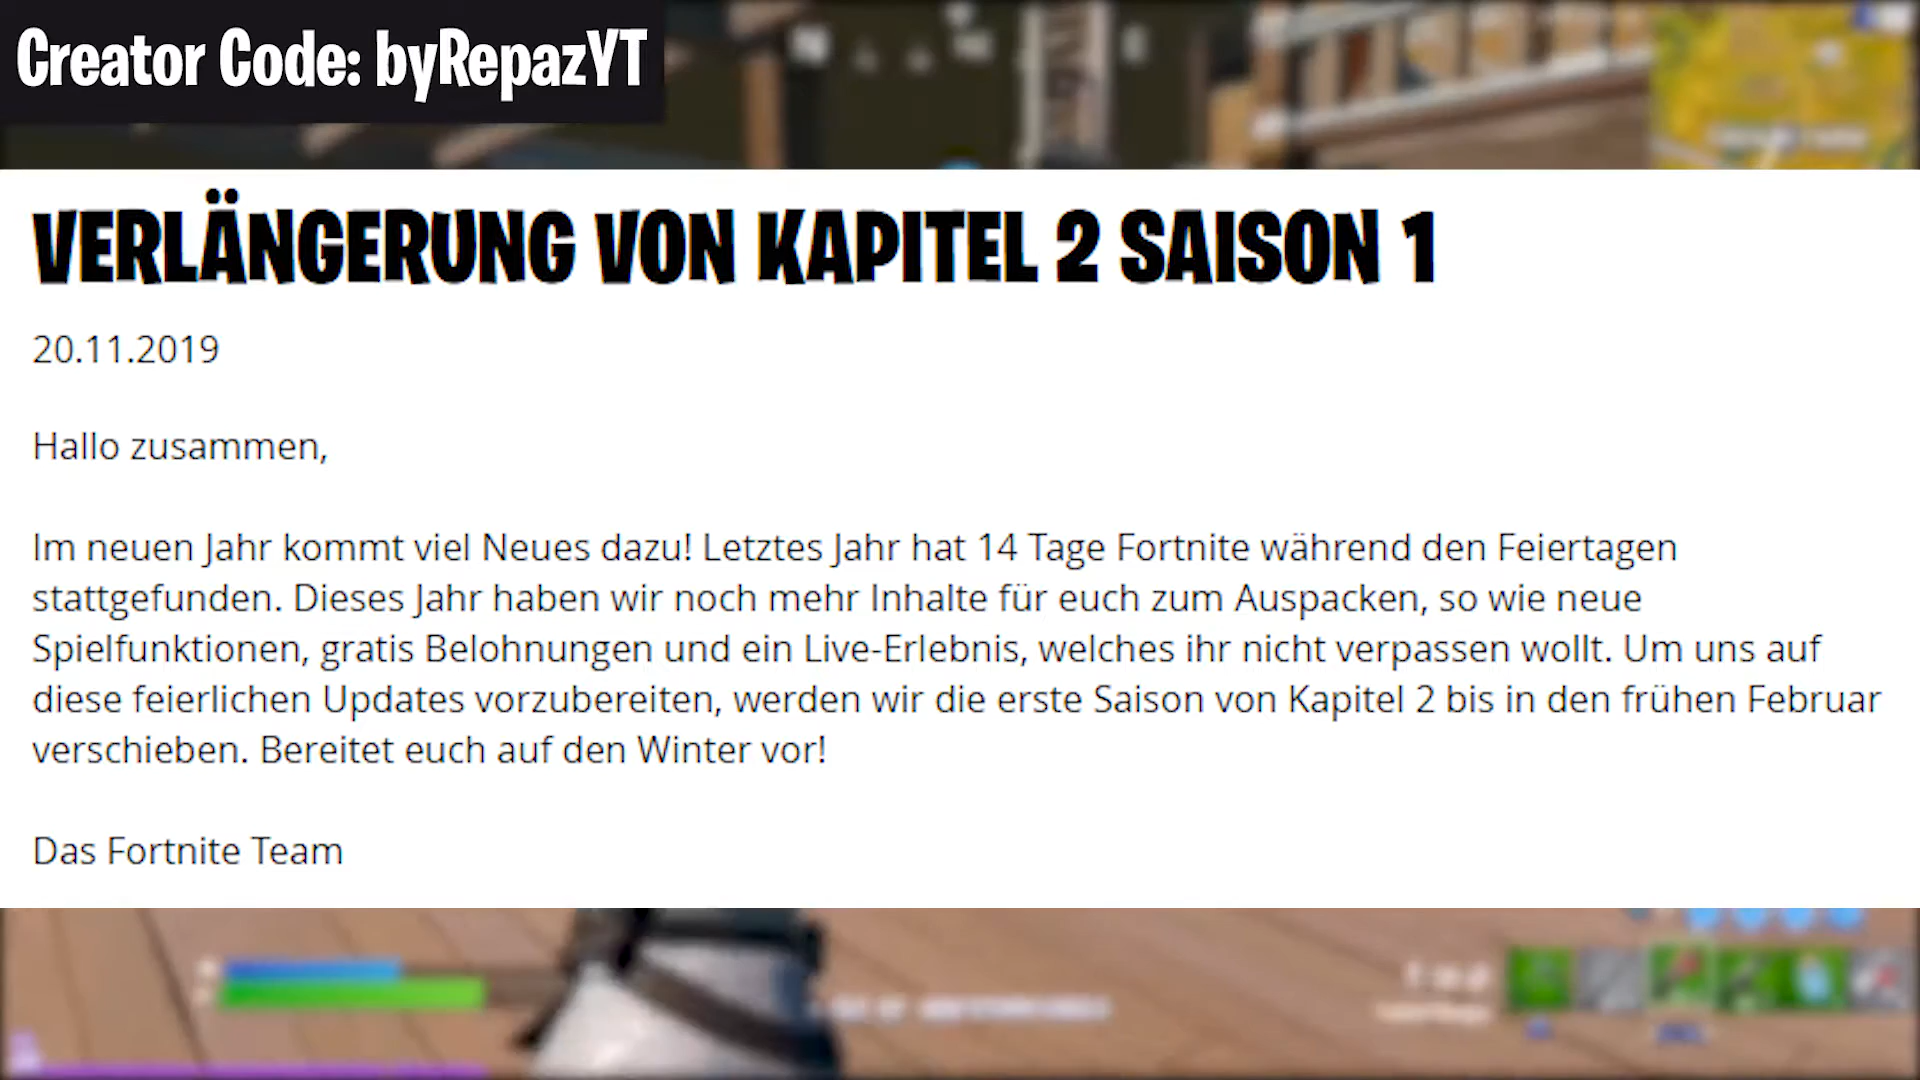 Creator Code: byRepazYT
VERLÄNGERUNG VON KAPITEL 2 SAISON 1
20.11.2019
Hallo zusammen,
Im neuen Jahr kommt viel Neues dazu! Letztes Jahr hat 14 Tage Fortnite während den Feiertagen
stattgefunden. Dieses Jahr haben wir noch mehr Inhalte für euch zum Auspacken, so wie neue
Spielfunktionen, gratis Belohnungen und ein Live-Erlebnis, welches ihr nicht verpassen wollt. Um uns auf
diese feierlichen Updates vorzubereiten, werden wir die erste Saison von Kapitel 2 bis in den frühen Februar
verschieben. Bereitet euch auf den Winter vor!
Das Fortnite Team